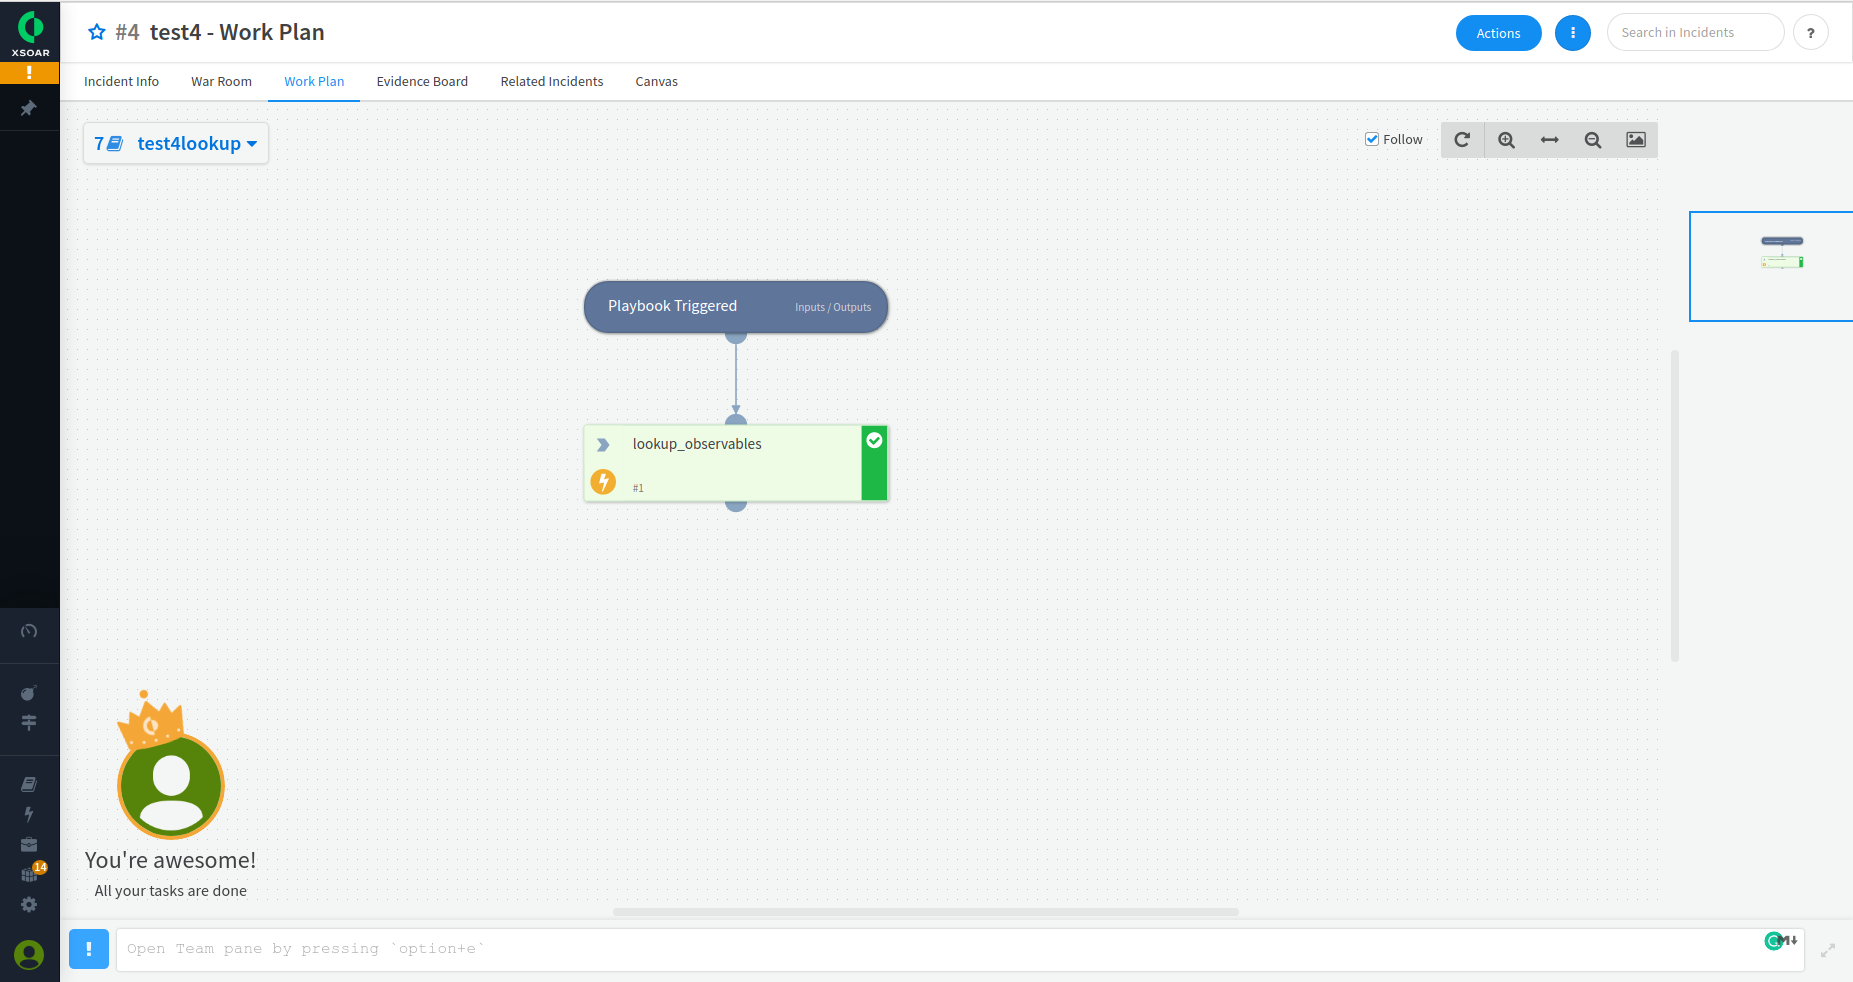 XSOAR
#4 test4 - Work Plan
Actions
Search in Incidents
?
Incident Info War Room Work Plan Evidence Board Related Incidents Canvas
7 test4lookup
Follow
Playbook Triggered Inputs / Outputs
lookup_observables
#1
You're awesome!
All your tasks are done
14
! Open Team pane by pressing `option+e`